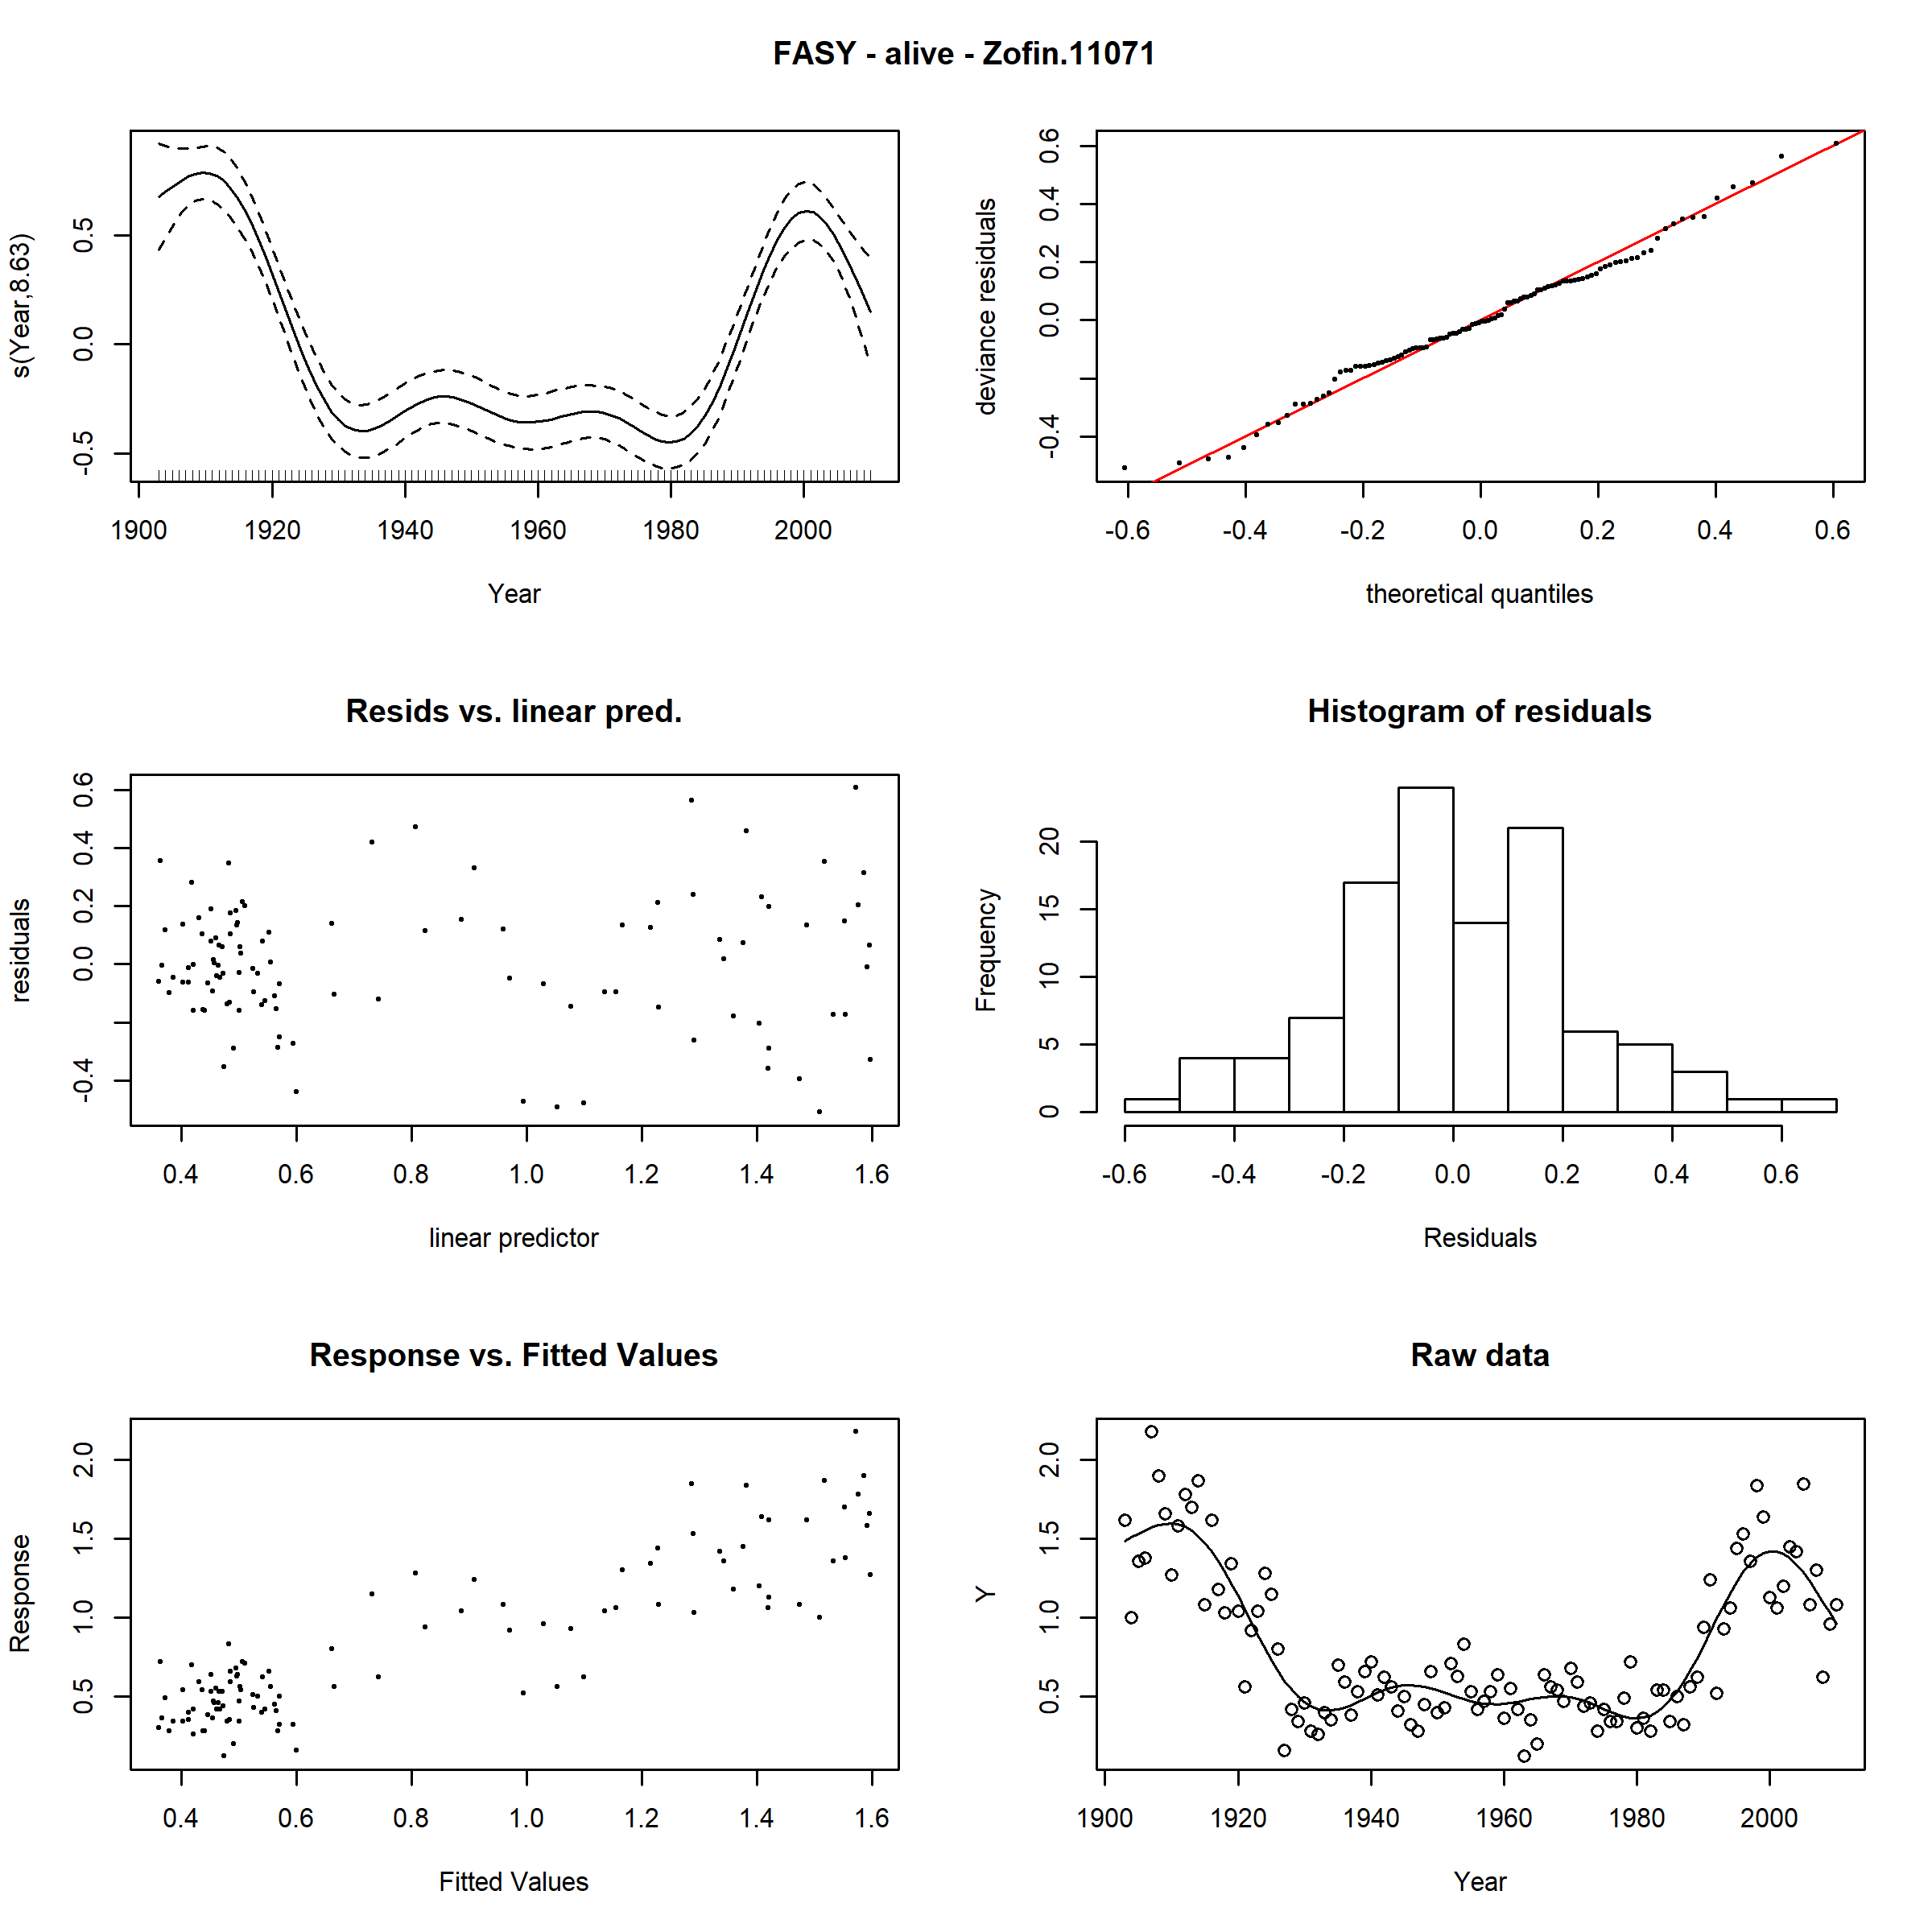 FASY - alive - Zofin.11071
s(Year,8.63)
0.5
0.0
-0.5
1900 1920 1940 1960 1980 2000
Year
deviance residuals
0.6
0.4
0.2
0.0
-0.4
-0.6 -0.4 -0.2 0.0 0.2 0.4 0.6
theoretical quantiles
Resids vs. linear pred.
residuals
0.6
0.4
0.2
0.0
-0.4
0.4 0.6 0.8 1.0 1.2 1.4 1.6
linear predictor
Histogram of residuals
Frequency
20
15
10
5
0
-0.6 -0.4 -0.2 0.0 0.2 0.4 0.6
Residuals
Response vs. Fitted Values
Response
2.0
1.5
1.0
0.5
0.4 0.6 0.8 1.0 1.2 1.4 1.6
Fitted Values
Raw data
Y
2.0
1.5
1.0
0.5
1900 1920 1940 1960 1980 2000
Year